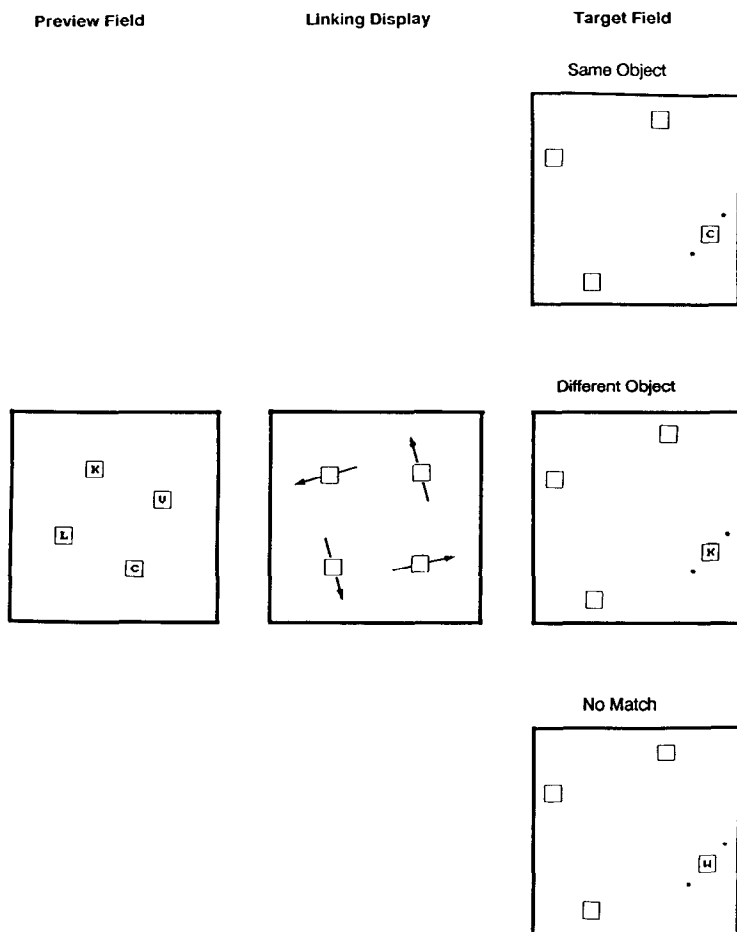 Preview Field
Linking Display
Target Field
Same Object
C
Different Object
K
V
L
C
K
No Match
W